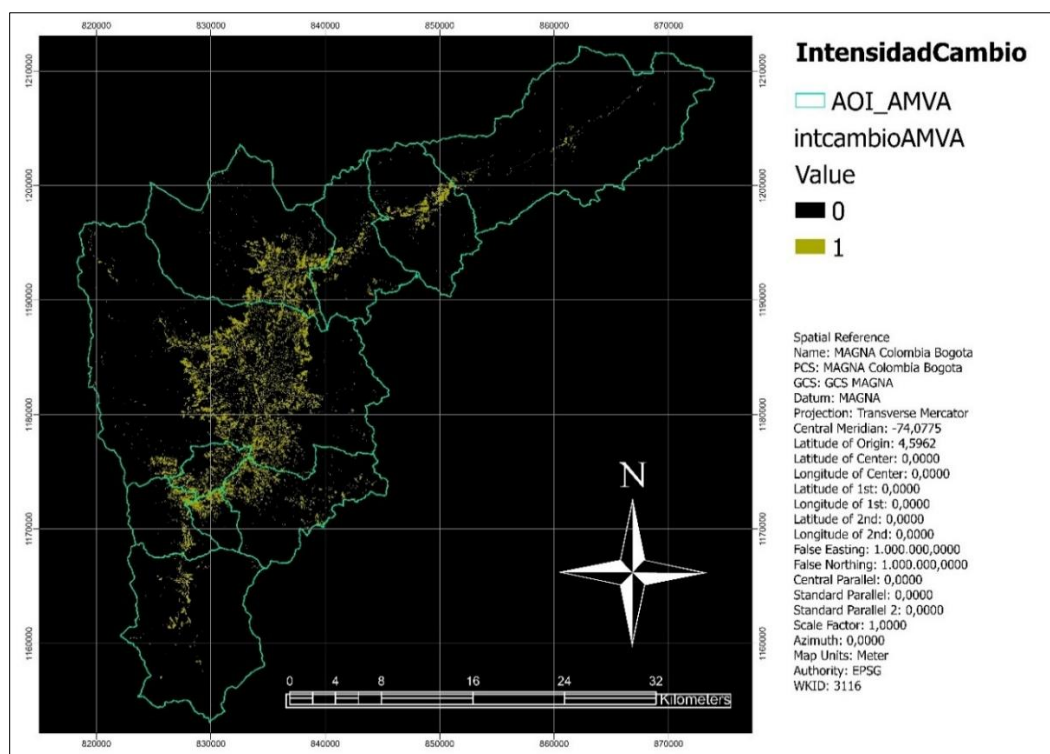 820000 830000 840000 850000 860000 870000
1210000 1210000
1200000 1200000
1190000 1190000
1180000 1180000
1170000 1170000
1160000 1160000
N
0 4 8 16 24 32
Kilometers
820000 830000 840000 850000 860000 870000
IntensidadCambio
AOI_AMVA
intcambioAMVA
Value
0
1
Spatial Reference
Name: MAGNA Colombia Bogota
PCS: MAGNA Colombia Bogota
GCS: GCS MAGNA
Datum: MAGNA
Projection: Transverse Mercator
Central Meridian: -74,0775
Latitude of Origin: 4,5962
Latitude of Center: 0,0000
Longitude of Center: 0,0000
Latitude of 1st: 0,0000
Longitude of 1st: 0,0000
Latitude of 2nd: 0,0000
Longitude of 2nd: 0,0000
False Easting: 1.000.000,0000
False Northing: 1.000.000,0000
Central Parallel: 0,0000
Standard Parallel: 0,0000
Standard Parallel 2: 0,0000
Scale Factor: 1,0000
Azimuth: 0,0000
Map Units: Meter
Authority: EPSG
WKID: 3116